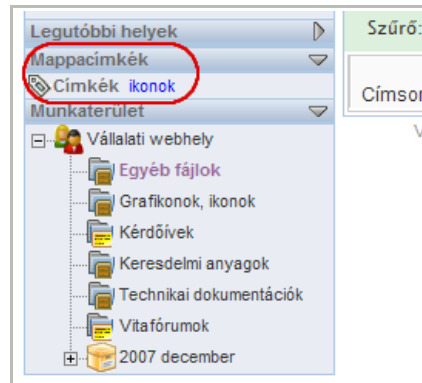 Legutóbbi helyek
Mappacímkék
Címkék ikonok
Munkaterület
Vállalati webhely
Egyéb fájlok
Grafikonok, ikonok
Kérdőívek
Keresdelmi anyagok
Technikai dokumentációk
Vitafórumok
2007 december
Szűrő: